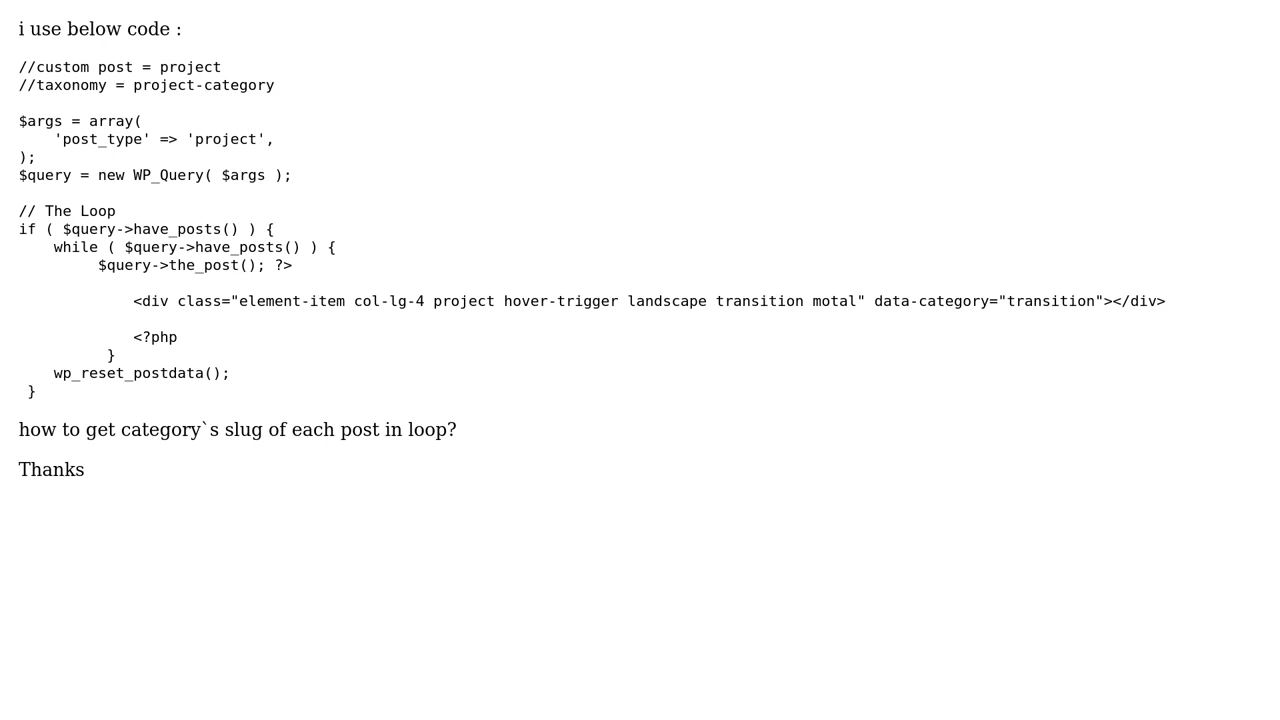 i use below code :
//custom post = project
//taxonomy = project-category
$args = array(
    'post_type' => 'project',
);
$query = new WP_Query( $args );
// The Loop
if ( $query->have_posts() ) {
    while ( $query->have_posts() ) {
         $query->the_post(); ?>
             <div class="element-item col-lg-4 project hover-trigger landscape transition motal" data-category="transition"></div>
             <?php
          }
    wp_reset_postdata();
 }
how to get category`s slug of each post in loop?
Thanks